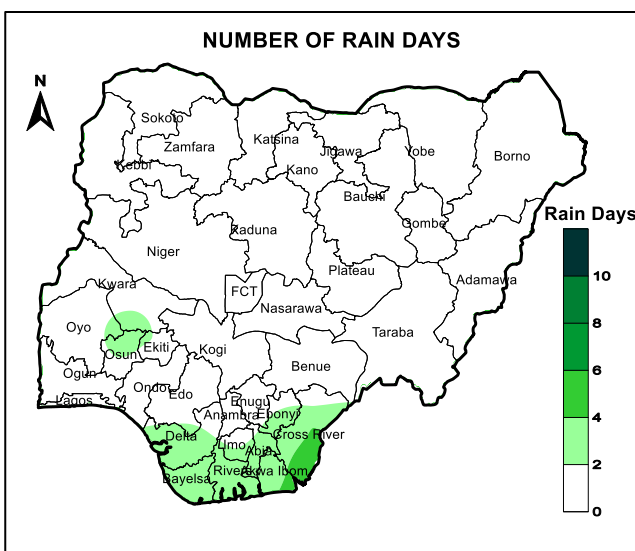 NUMBER OF RAIN DAYS
N
Sokoto
Zamfara
Katsina
Jigawa
Yobe
Borno
Kebbi
Kano
Bauchi
Gombe
Kaduna
Niger
Plateau
Adamawa
Kwara
FCT
Nasarawa
Taraba
Oyo
Osun
Ekiti
Kogi
Benue
Ogun
Ondo
Edo
Lagos
Enugu
Anambra
Ebonyi
Delta
Imo
Abia
Cross River
Bayelsa
Rivers
Akwa Ibom
Rain Days
10
8
6
4
2
0